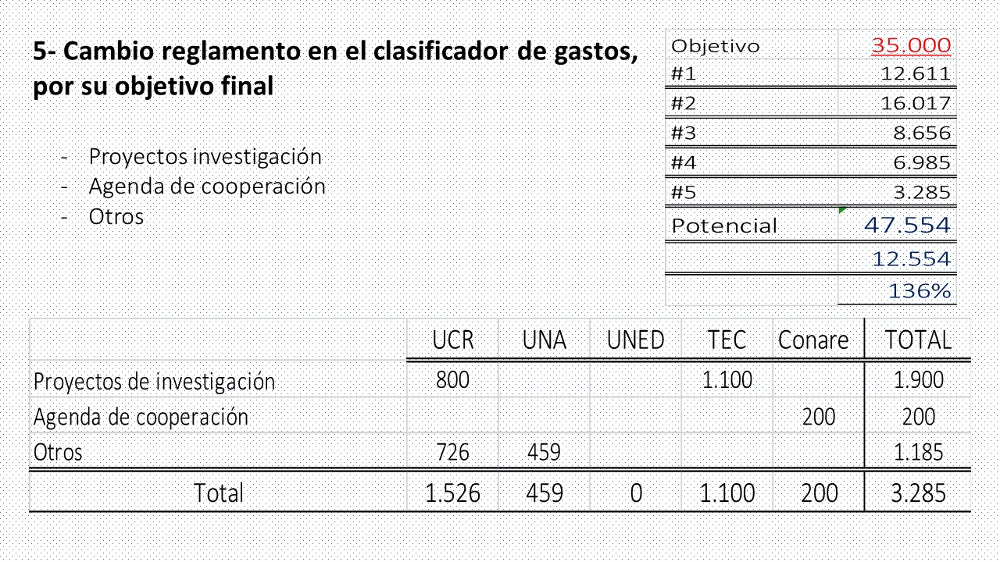 5- Cambio reglamento en el clasificador de gastos,
por su objetivo final
- Proyectos investigación
- Agenda de cooperación
- Otros
Objetivo 35.000
#1 12.611
#2 16.017
#3 8.656
#4 6.985
#5 3.285
Potencial 47.554
12.554
136%
UCR UNA UNED TEC Conare TOTAL
Proyectos de investigación 800 1.100 1.900
Agenda de cooperación 200 200
Otros 726 459 1.185
Total 1.526 459 0 1.100 200 3.285